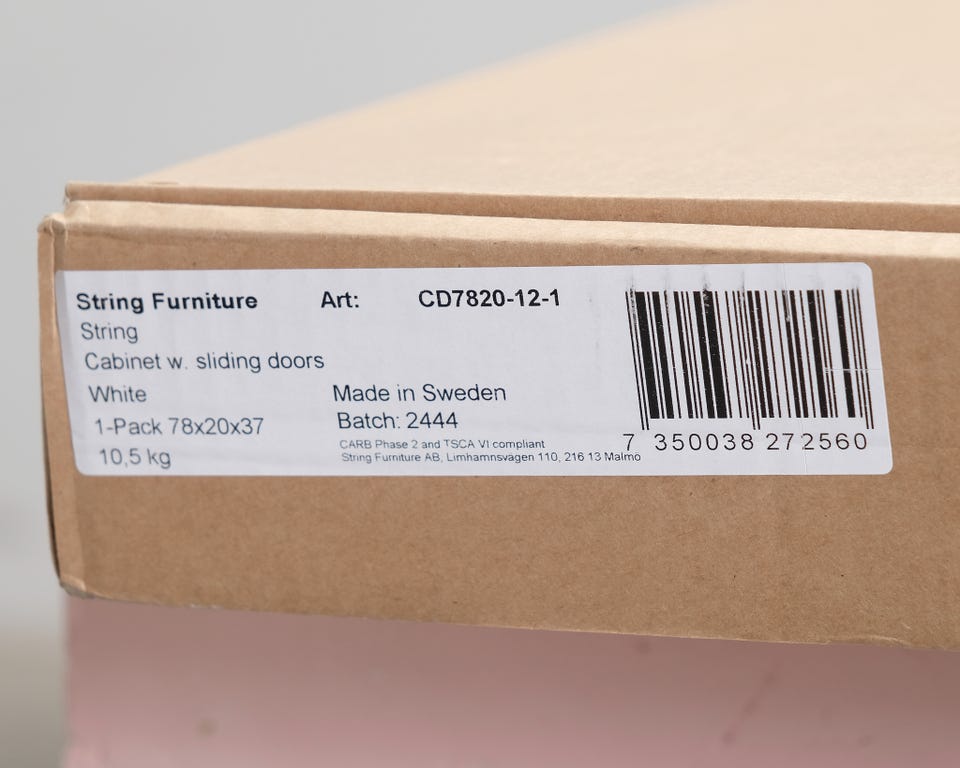 String Furniture Art: CD7820-12-1
String
Cabinet w. sliding doors
White Made in Sweden
1-Pack 78x20x37 Batch: 2444
10,5 kg CARB Phase 2 and TSCA VI compliant
String Furniture AB, Limhamnsvägen 110, 216 13 Malmö
7 350038 272560